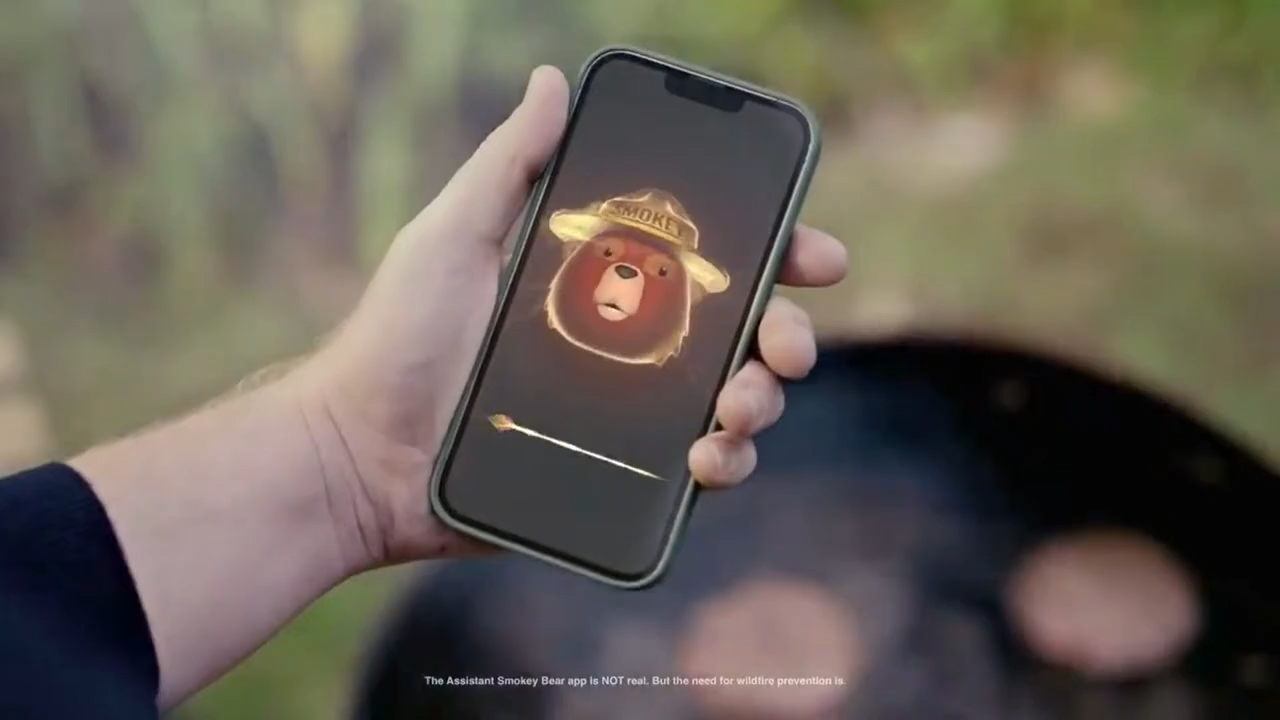 SMOKEY
The Assistant Smokey Bear app is NOT real. But the need for wildfire prevention is.